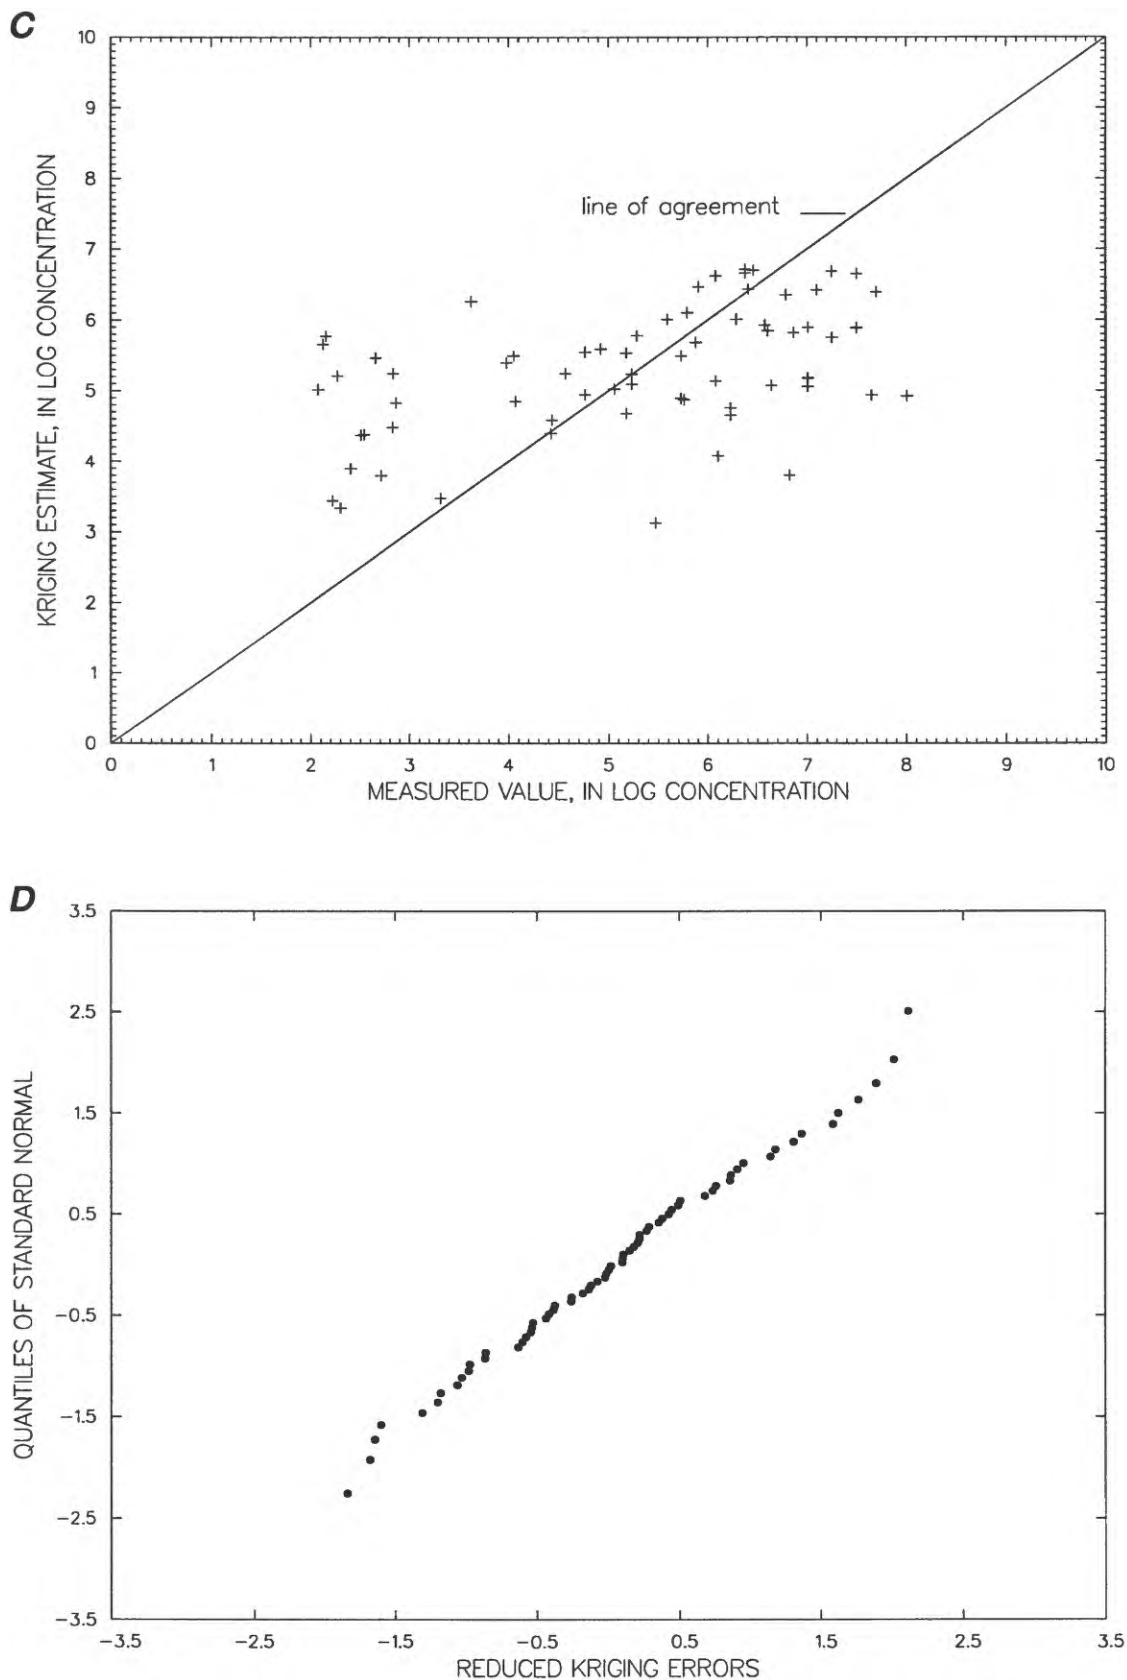 C
10
9
8
7
6
5
4
3
2
1
0
KRIGING ESTIMATE, IN LOG CONCENTRATION
line of agreement
0 1 2 3 4 5 6 7 8 9 10
MEASURED VALUE, IN LOG CONCENTRATION
D
3.5
2.5
1.5
0.5
−0.5
−1.5
−2.5
−3.5
QUANTILES OF STANDARD NORMAL
−3.5 −2.5 −1.5 −0.5 0.5 1.5 2.5 3.5
REDUCED KRIGING ERRORS